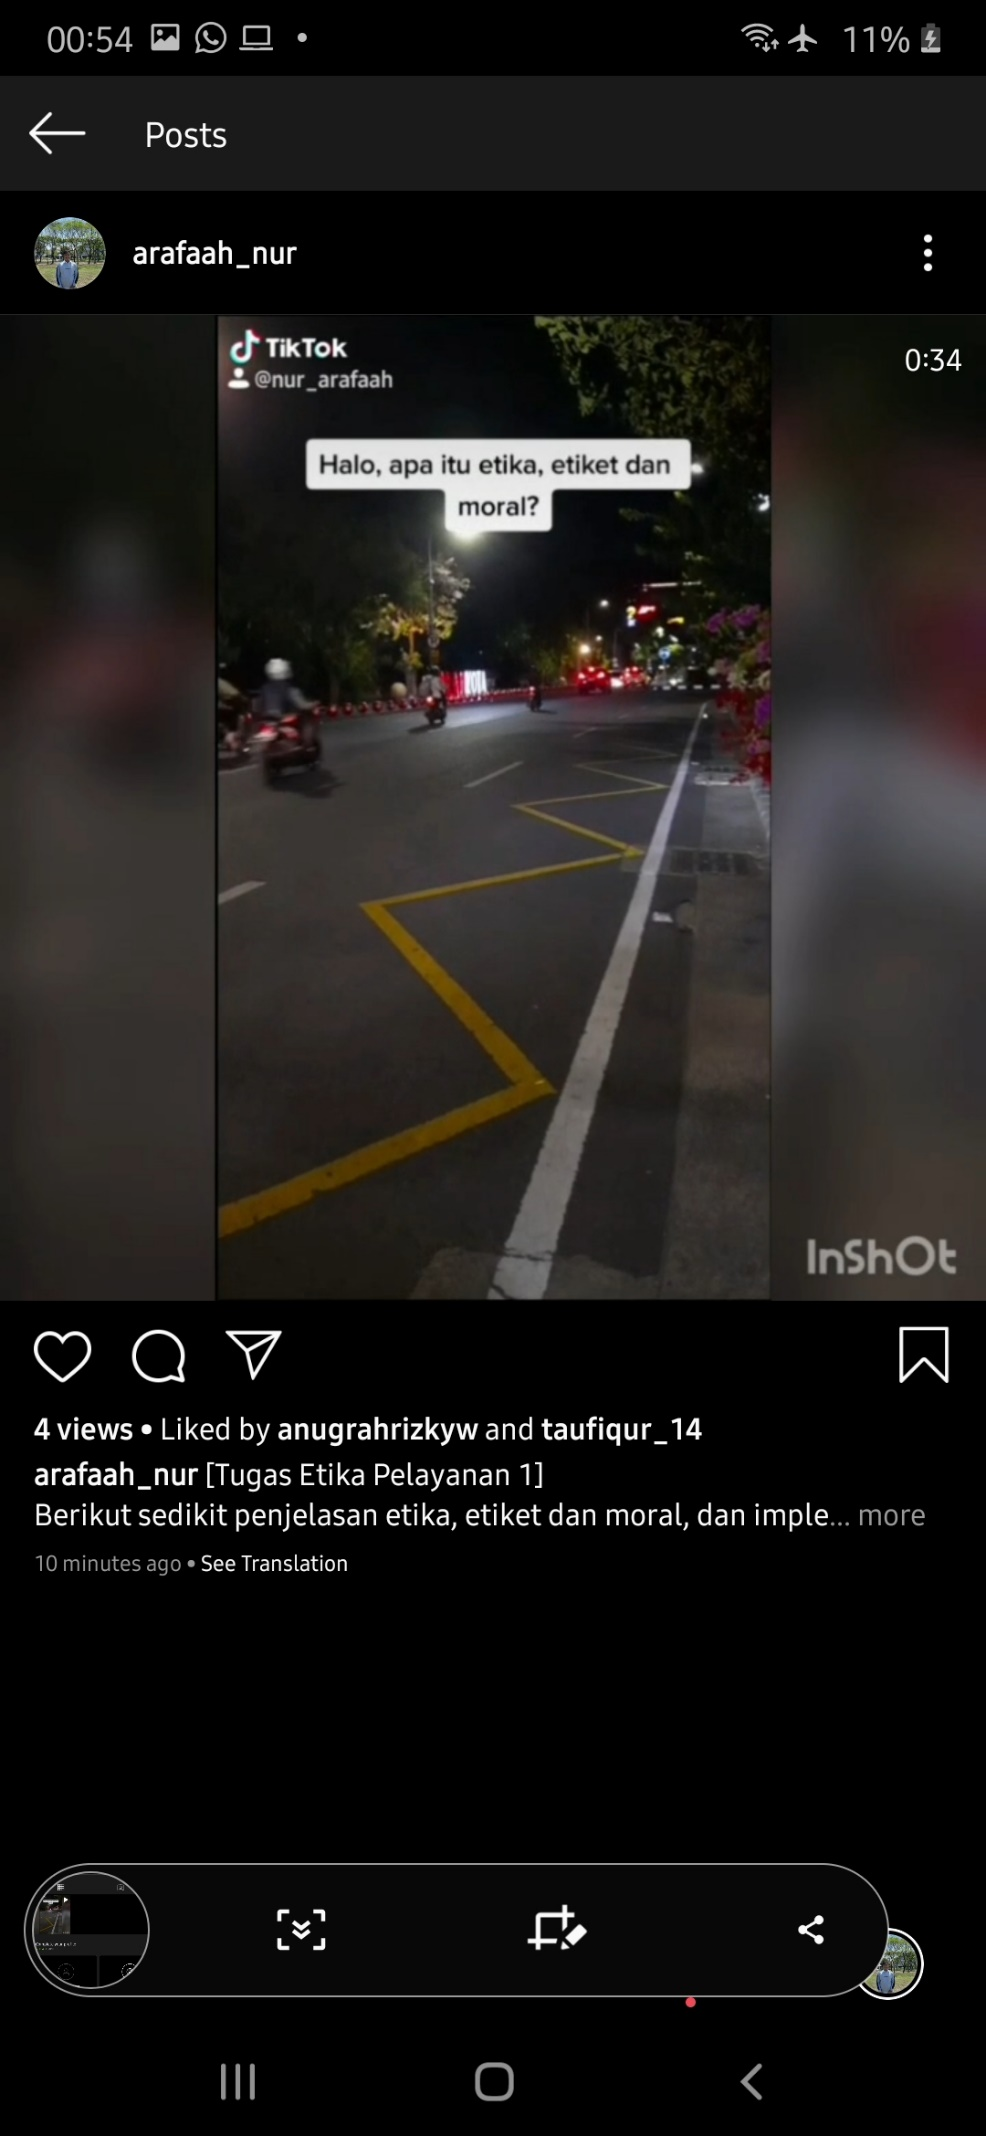 00:54
11%
Posts
arafaah_nur
TikTok
@nur_arafaah
0:34
Halo, apa itu etika, etiket dan
moral?
InShOt
4 views • Liked by anugrahrizkyw and taufiqur_14
arafaah_nur [Tugas Etika Pelayanan 1]
Berikut sedikit penjelasan etika, etiket dan moral, dan imple... more
10 minutes ago • See Translation